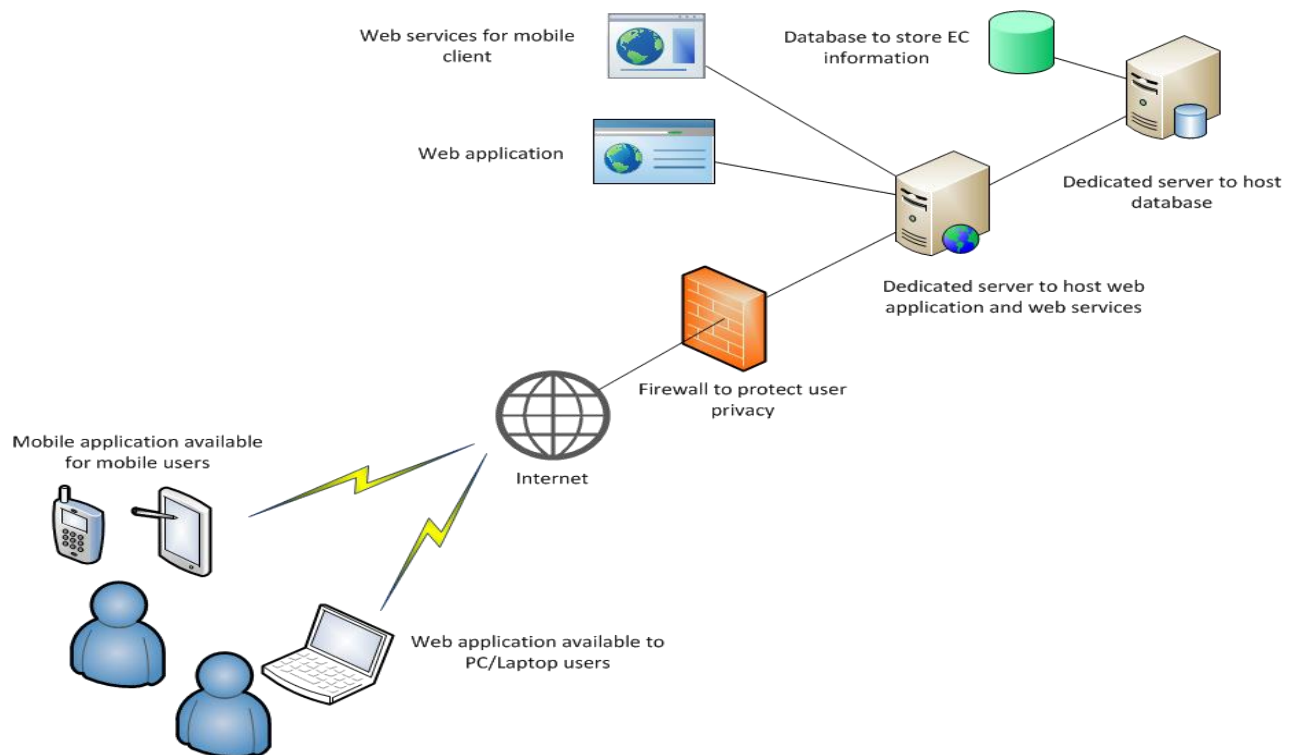 Web services for mobile
client
Database to store EC
information
Web application
Dedicated server to host
database
Dedicated server to host web
application and web services
Firewall to protect user
privacy
Mobile application available
for mobile users
Internet
Web application available to
PC/Laptop users